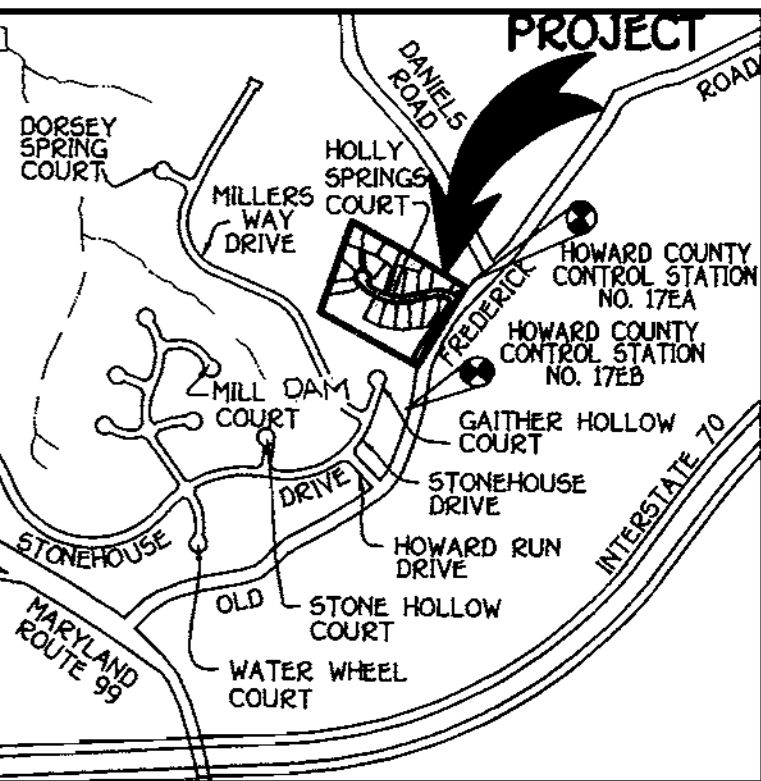 PROJECT
DANIELS
ROAD
ROAD
DORSEY
SPRING
COURT
HOLLY
SPRINGS
COURT
MILLERS
WAY
DRIVE
HOWARD COUNTY
CONTROL STATION
NO. 17EA
FREDERICK
HOWARD COUNTY
CONTROL STATION
NO. 17EB
MILL DAM
COURT
GAITHER HOLLOW
COURT
INTERSTATE 70
STONEHOUSE
DRIVE
DRIVE
STONEHOUSE
HOWARD RUN
DRIVE
OLD
STONE HOLLOW
COURT
MARYLAND
ROUTE 99
WATER WHEEL
COURT